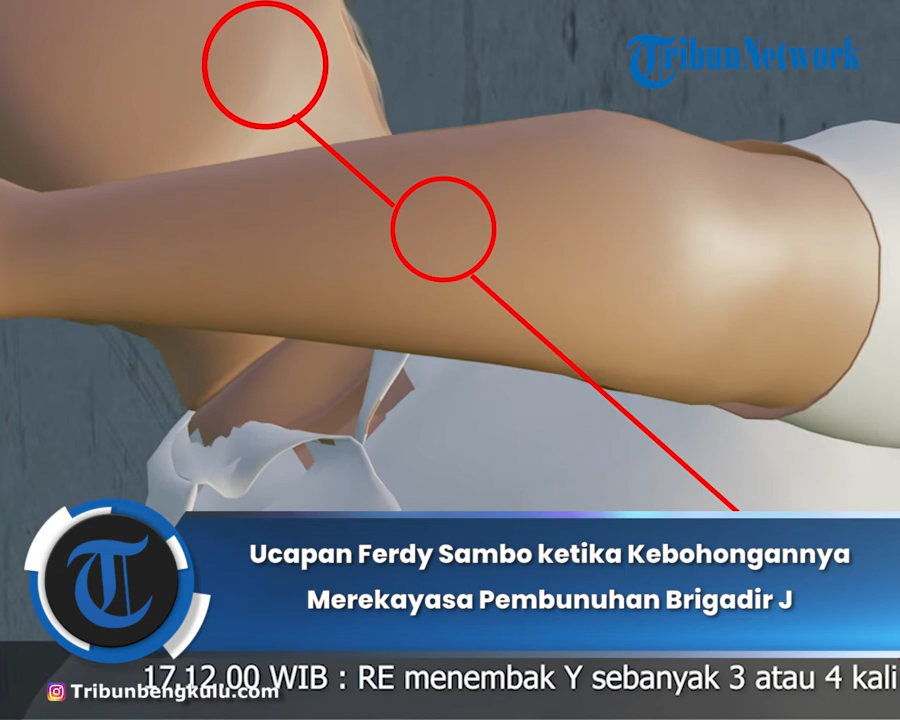 TribunNetwork
Ucapan Ferdy Sambo ketika Kebohongannya
Merekayasa Pembunuhan Brigadir J
17.12.00 WIB : RE menembak Y sebanyak 3 atau 4 kali
Tribunbengkulu.com